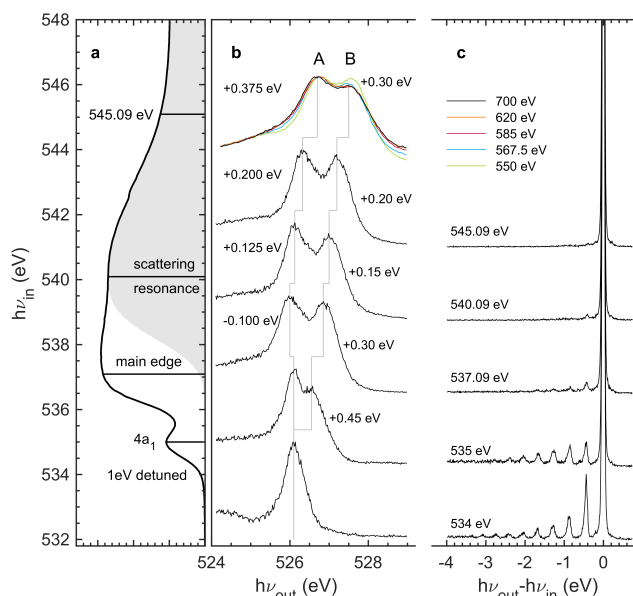 548
546
544
542
540
538
536
534
532
hν_in (eV)
a
545.09 eV
scattering
resonance
main edge
4a₁
1eV detuned
b
A
B
+0.375 eV
+0.30 eV
+0.200 eV
+0.20 eV
+0.125 eV
+0.15 eV
-0.100 eV
+0.30 eV
+0.45 eV
524
526
528
hν_out (eV)
c
700 eV
620 eV
585 eV
567.5 eV
550 eV
545.09 eV
540.09 eV
537.09 eV
535 eV
534 eV
-4
-3
-2
-1
0
hν_out-hν_in (eV)